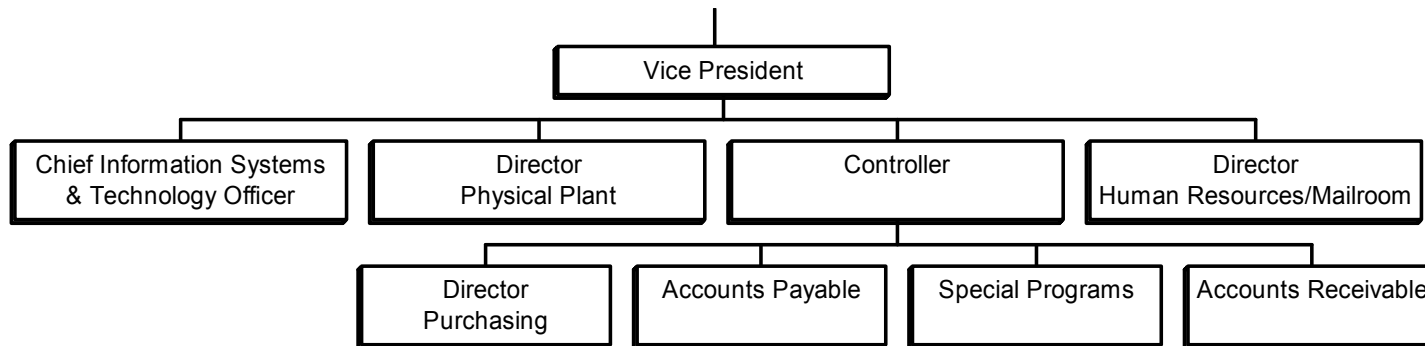 Vice President
Chief Information Systems
& Technology Officer
Director
Physical Plant
Controller
Director
Human Resources/Mailroom
Director
Purchasing
Accounts Payable
Special Programs
Accounts Receivable